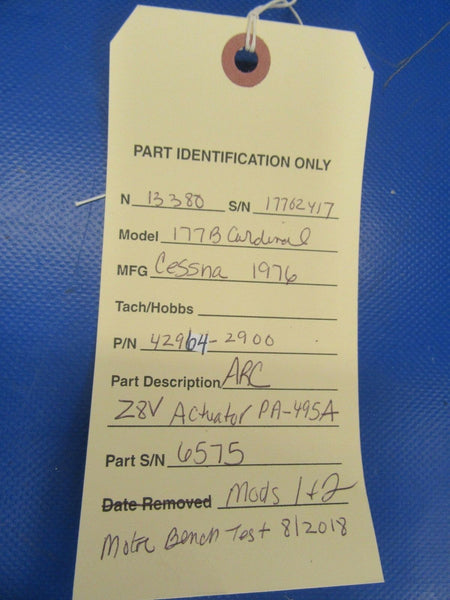 PART IDENTIFICATION ONLY
N 13380 S/N 17762417
Model 177B Cardinal
MFG Cessna 1976
Tach/Hobbs
P/N 42964-2900
Part Description ARC
28V Actuator PA-495A
Part S/N 6575
Date Removed Mods 1+2
Motor Bench Test 8/2018